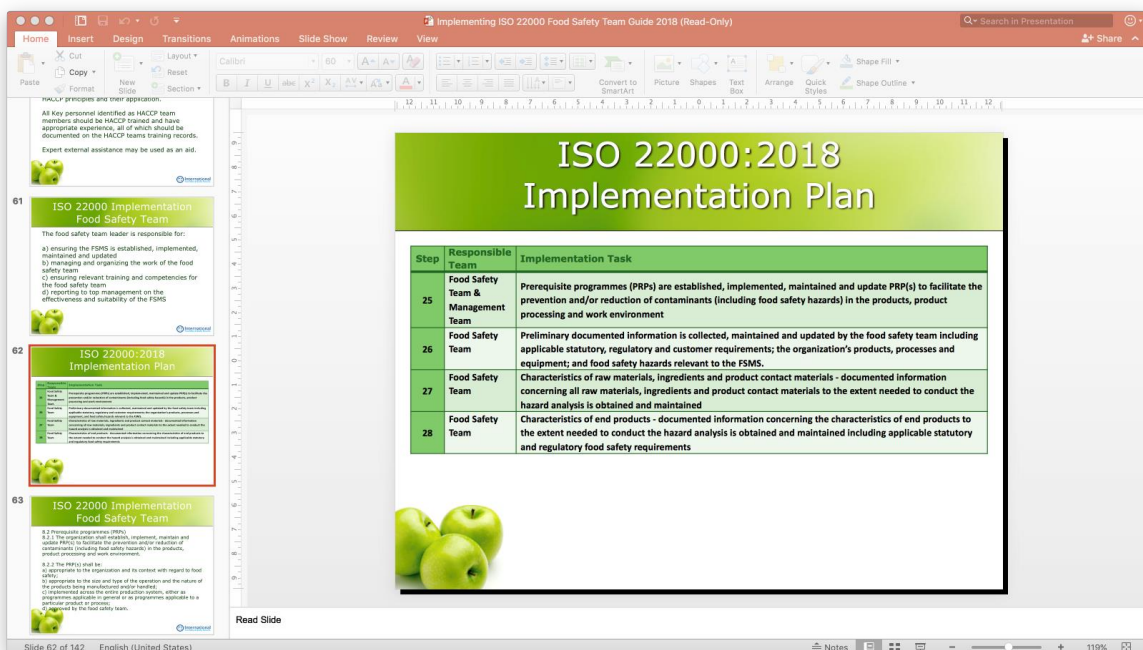 Implementing ISO 22000 Food Safety Team Guide 2018 (Read-Only)
Search in Presentation
Home Insert Design Transitions Animations Slide Show Review View
Share
Paste
Cut
Copy
Format
New Slide
Layout
Reset
Section
Calibri 60
Convert to SmartArt
Picture
Shapes
Text Box
Arrange
Quick Styles
Shape Fill
Shape Outline
HACCP principles and their application.
All Key personnel identified as HACCP team
members should be HACCP trained and have
appropriate experience, all of which should be
documented on the HACCP teams training records.
Expert external assistance may be used as an aid.
International
61
ISO 22000 Implementation
Food Safety Team
The food safety team leader is responsible for:
a) ensuring the FSMS is established, implemented,
maintained and updated
b) managing and organizing the work of the food
safety team
c) ensuring relevant training and competencies for
the food safety team
d) reporting to top management on the
effectiveness and suitability of the FSMS
International
62
ISO 22000:2018
Implementation Plan
63
ISO 22000 Implementation
Food Safety Team
8.2 Prerequisite programmes (PRPs)
8.2.1 The organization shall establish, implement, maintain and
update PRP(s) to facilitate the prevention and/or reduction of
contaminants (including food safety hazards) in the products,
product processing and work environment.
8.2.2 The PRP(s) shall be:
a) appropriate to the organization and its context with regard to food
safety;
b) appropriate to the size and type of the operation and the nature of
the products being manufactured and/or handled;
c) implemented across the entire production system, either as
programmes applicable in general or as programmes applicable to a
particular product or process;
d) approved by the food safety team.
International
ISO 22000:2018
Implementation Plan
Step
Responsible
Team
Implementation Task
25
Food Safety
Team &
Management
Team
Prerequisite programmes (PRPs) are established, implemented, maintained and update PRP(s) to facilitate the
prevention and/or reduction of contaminants (including food safety hazards) in the products, product
processing and work environment
26
Food Safety
Team
Preliminary documented information is collected, maintained and updated by the food safety team including
applicable statutory, regulatory and customer requirements; the organization's products, processes and
equipment; and food safety hazards relevant to the FSMS.
27
Food Safety
Team
Characteristics of raw materials, ingredients and product contact materials - documented information
concerning all raw materials, ingredients and product contact materials to the extent needed to conduct the
hazard analysis is obtained and maintained
28
Food Safety
Team
Characteristics of end products - documented information concerning the characteristics of end products to
the extent needed to conduct the hazard analysis is obtained and maintained including applicable statutory
and regulatory food safety requirements
Read Slide
Slide 62 of 142 English (United States)
Notes
119%